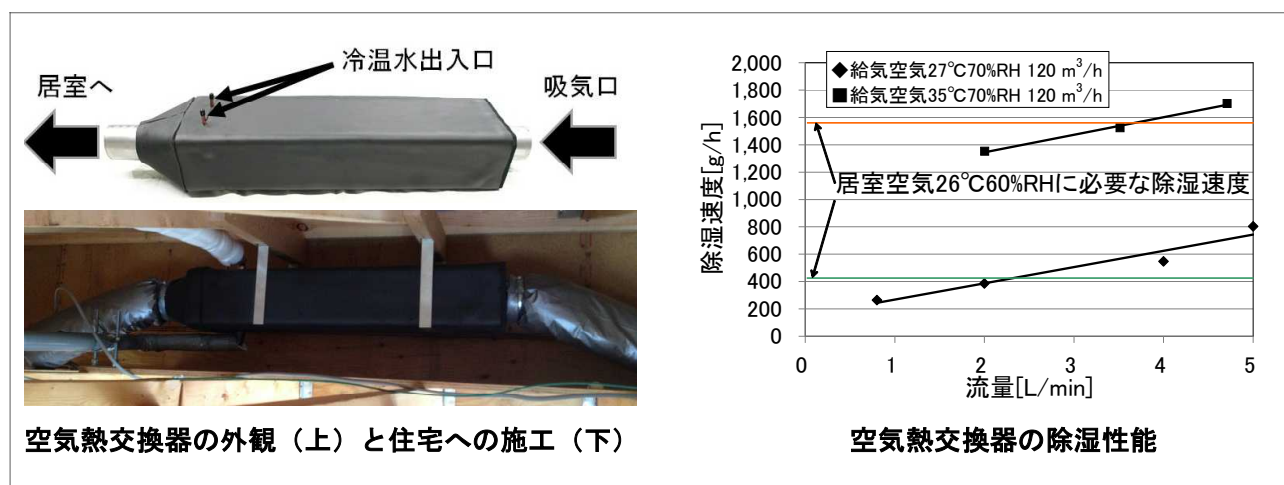 冷温水出入口
居室へ
吸気口
空気熱交換器の外観（上）と住宅への施工（下）
◆給気空気27℃70%RH 120 m³/h
■給気空気35℃70%RH 120 m³/h
除湿速度[g/h]
2,000
1,800
1,600
1,400
1,200
1,000
800
600
400
200
0
居室空気26℃60%RHに必要な除湿速度
0 1 2 3 4 5
流量[L/min]
空気熱交換器の除湿性能